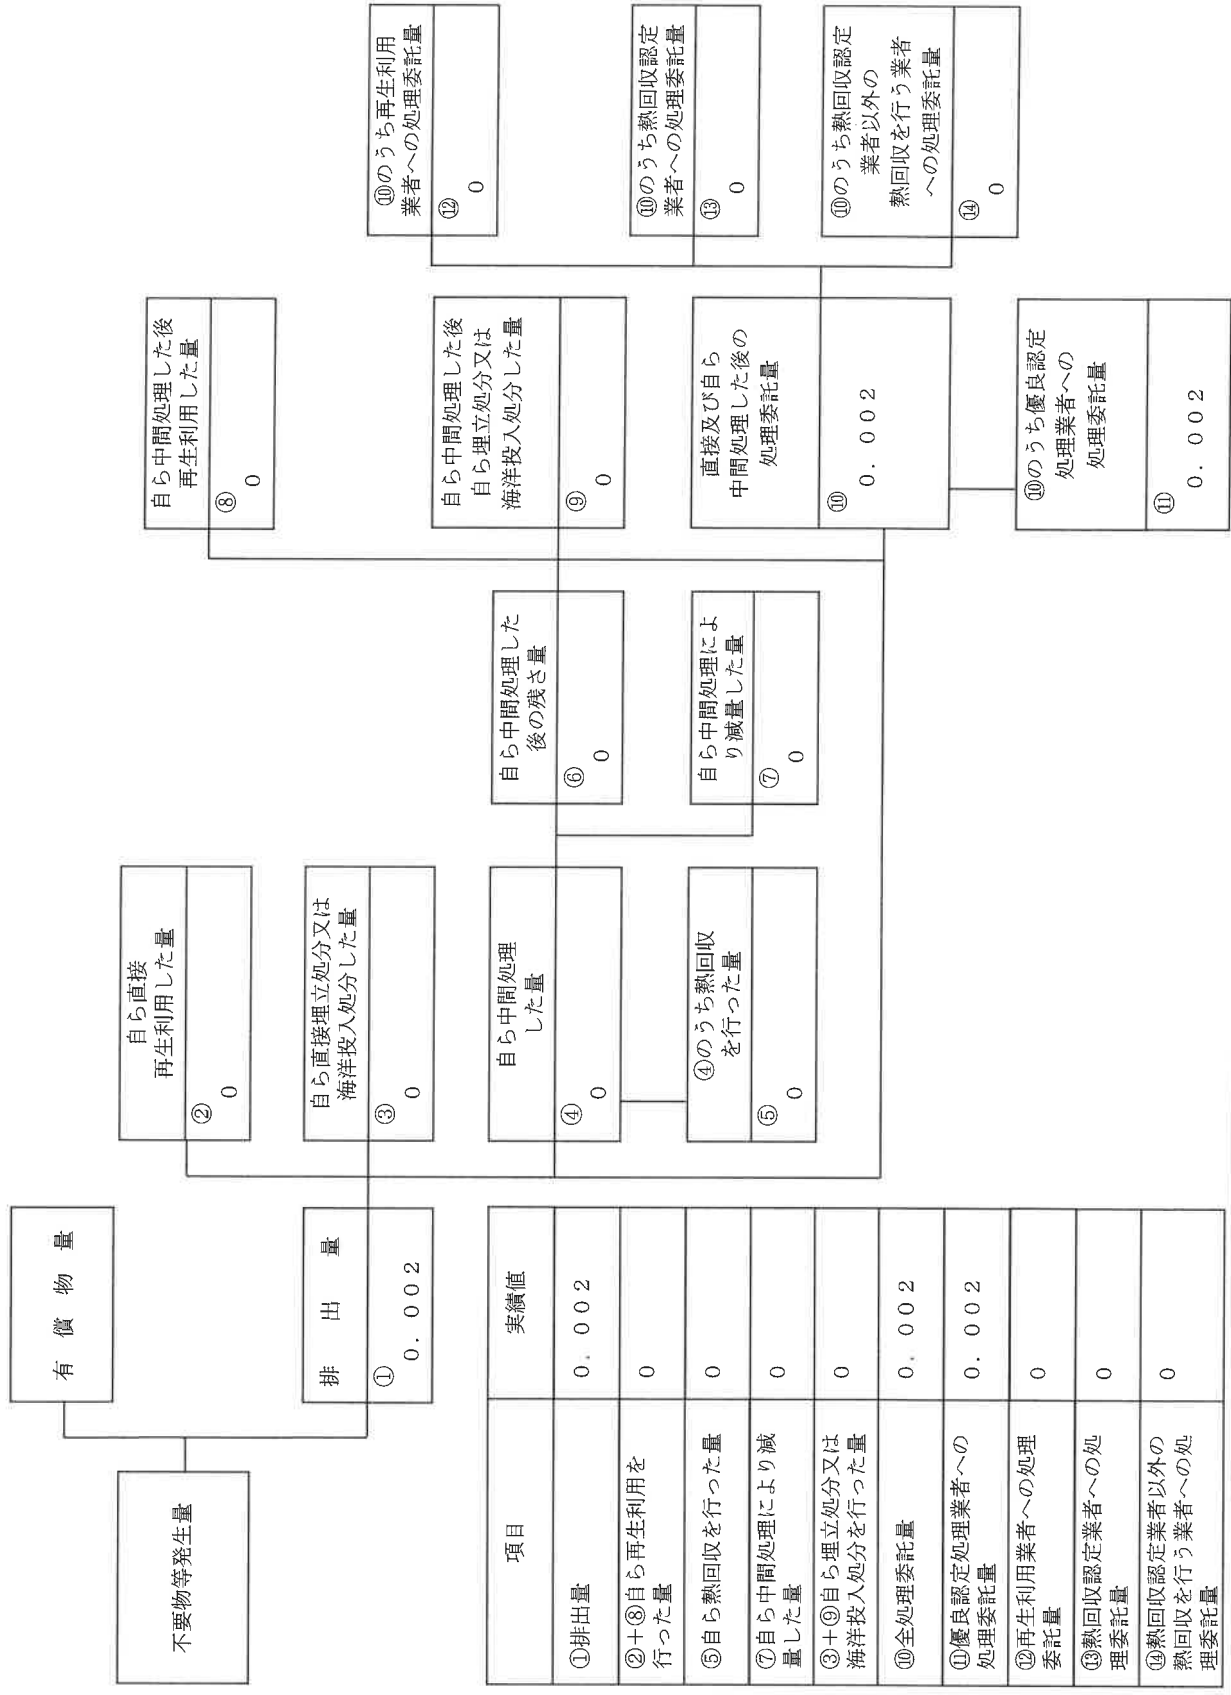 不要物等発生量
有償物量
排出量
①
0.002
自ら直接
再生利用した量
②
0
自ら直接埋立処分又は
海洋投入処分した量
③
0
自ら中間処理
した量
④
0
④のうち熱回収
を行った量
⑤
0
自ら中間処理した
後の残さ量
⑥
0
自ら中間処理によ
り減量した量
⑦
0
自ら中間処理した後
再生利用した量
⑧
0
自ら中間処理した後
自ら埋立処分又は
海洋投入処分した量
⑨
0
直接及び自ら
中間処理した後の
処理委託量
⑩
0.002
⑩のうち優良認定
処理業者への
処理委託量
⑪
0.002
⑩のうち再生利用
業者への処理委託量
⑫
0
⑩のうち熱回収認定
業者への処理委託量
⑬
0
⑩のうち熱回収認定
業者以外の
熱回収を行う業者
への処理委託量
⑭
0
項目
実績値
①排出量
0.002
②+⑧自ら再生利用を
行った量
0
⑤自ら熱回収を行った量
0
⑦自ら中間処理により減
量した量
0
③+⑨自ら埋立処分又は
海洋投入処分を行った量
0
⑩全処理委託量
0.002
⑪優良認定処理業者への
処理委託量
0.002
⑫再生利用業者への処理
委託量
0
⑬熱回収認定業者への処
理委託量
0
⑭熱回収認定業者以外の
熱回収を行う業者への処
理委託量
0